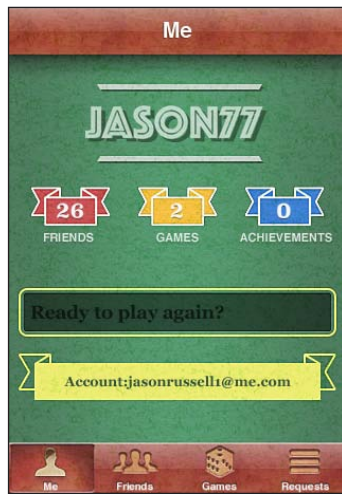 Me
JASON77
26 2 0
FRIENDS GAMES ACHIEVEMENTS
Ready to play again?
Account:jasonrussell1@me.com
Me Friends Games Requests